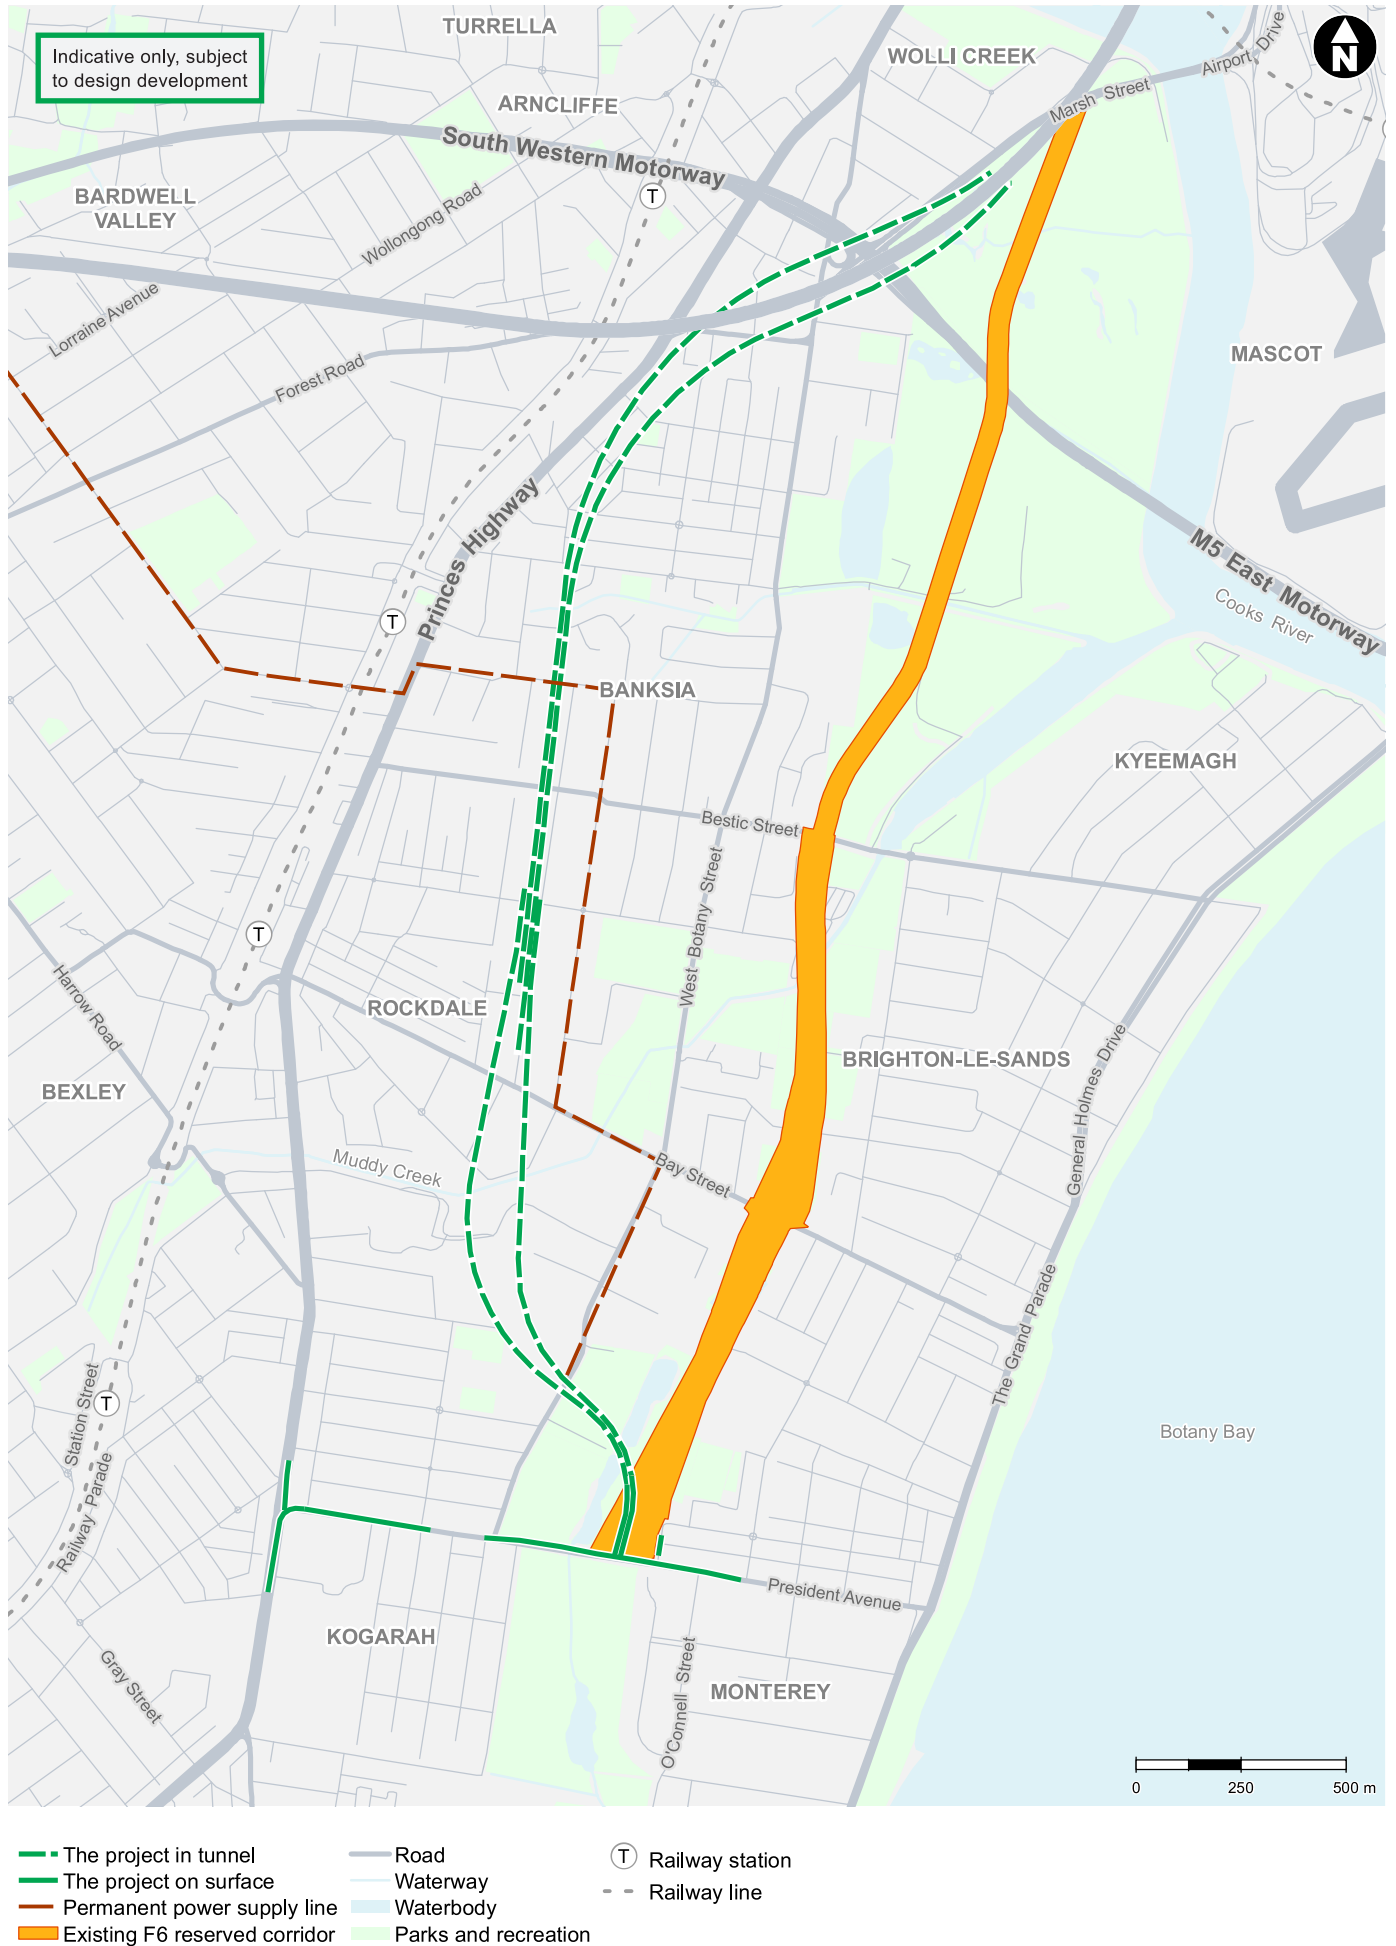 TURRELLA
WOLLI CREEK
Airport Drive
N
Indicative only, subject
to design development
ARNCLIFFE
Marsh Street
South Western Motorway
BARDWELL
VALLEY
T
Wollongong Road
Lorraine Avenue
MASCOT
Forest Road
Princes Highway
M5 East Motorway
Cooks River
T
BANKSIA
KYEEMAGH
Bestic Street
West Botany Street
T
Harrow Road
ROCKDALE
BRIGHTON-LE-SANDS
General Holmes Drive
BEXLEY
Muddy Creek
Bay Street
The Grand Parade
Station Street
T
Botany Bay
Railway Parade
President Avenue
KOGARAH
Gray Street
O'Connell Street
MONTEREY
0 250 500 m
The project in tunnel
The project on surface
Permanent power supply line
Existing F6 reserved corridor
Road
Waterway
Waterbody
Parks and recreation
T Railway station
Railway line